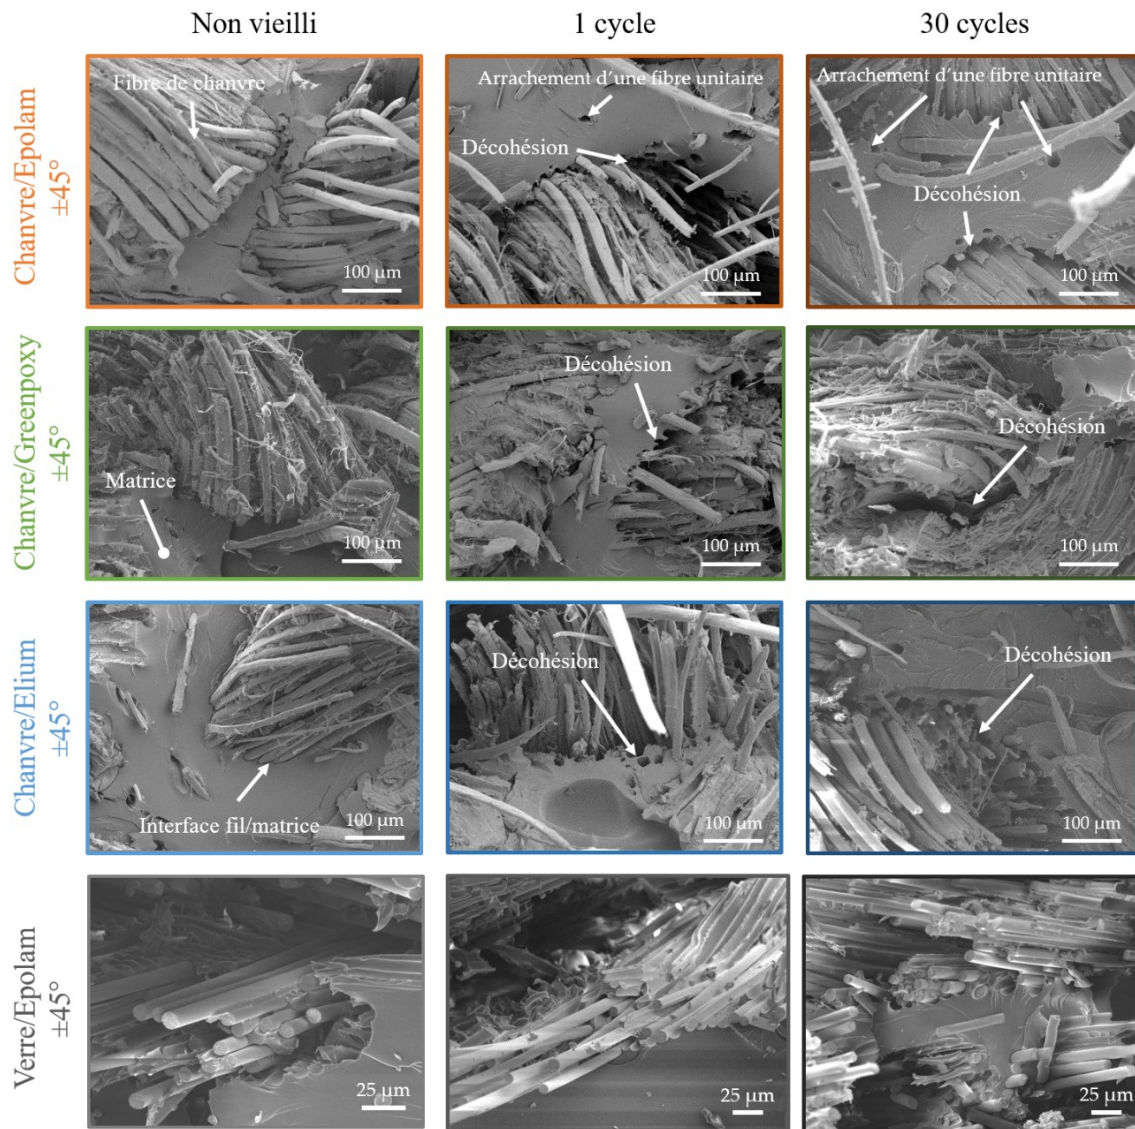 Non vieilli
1 cycle
30 cycles
Chanvre/Epolam
±45°
Fibre de chanvre
100 µm
Arrachement d'une fibre unitaire
Décohésion
100 µm
Arrachement d'une fibre unitaire
Décohésion
100 µm
Chanvre/Greenpoxy
±45°
Matrice
100 µm
Décohésion
100 µm
Décohésion
100 µm
Chanvre/Elium
±45°
Interface fil/matrice
100 µm
Décohésion
100 µm
Décohésion
100 µm
Verre/Epolam
±45°
25 µm
25 µm
25 µm